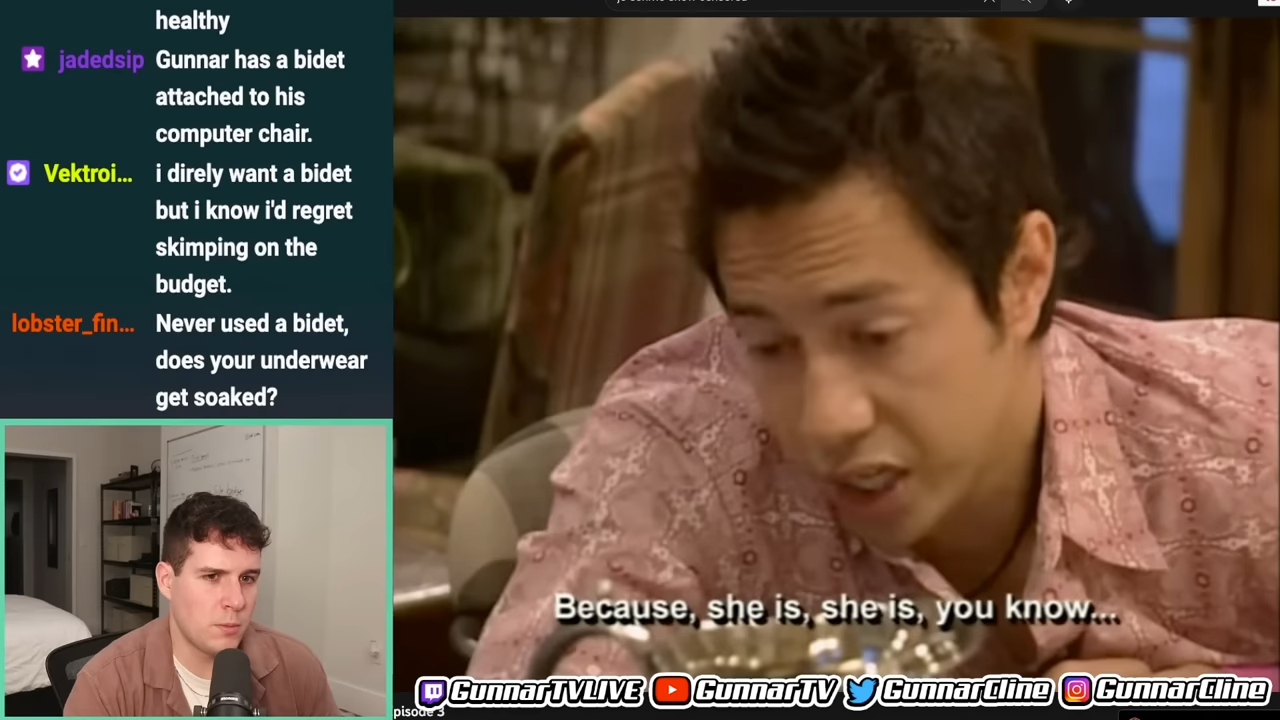 healthy
jadedsip Gunnar has a bidet
attached to his
computer chair.
Vektroi... i direly want a bidet
but i know i'd regret
skimping on the
budget.
lobster_fin... Never used a bidet,
does your underwear
get soaked?
Because, she is, she is, you know...
GunnarTVLIVE GunnarTV GunnarCline GunnarCline
pisode 3